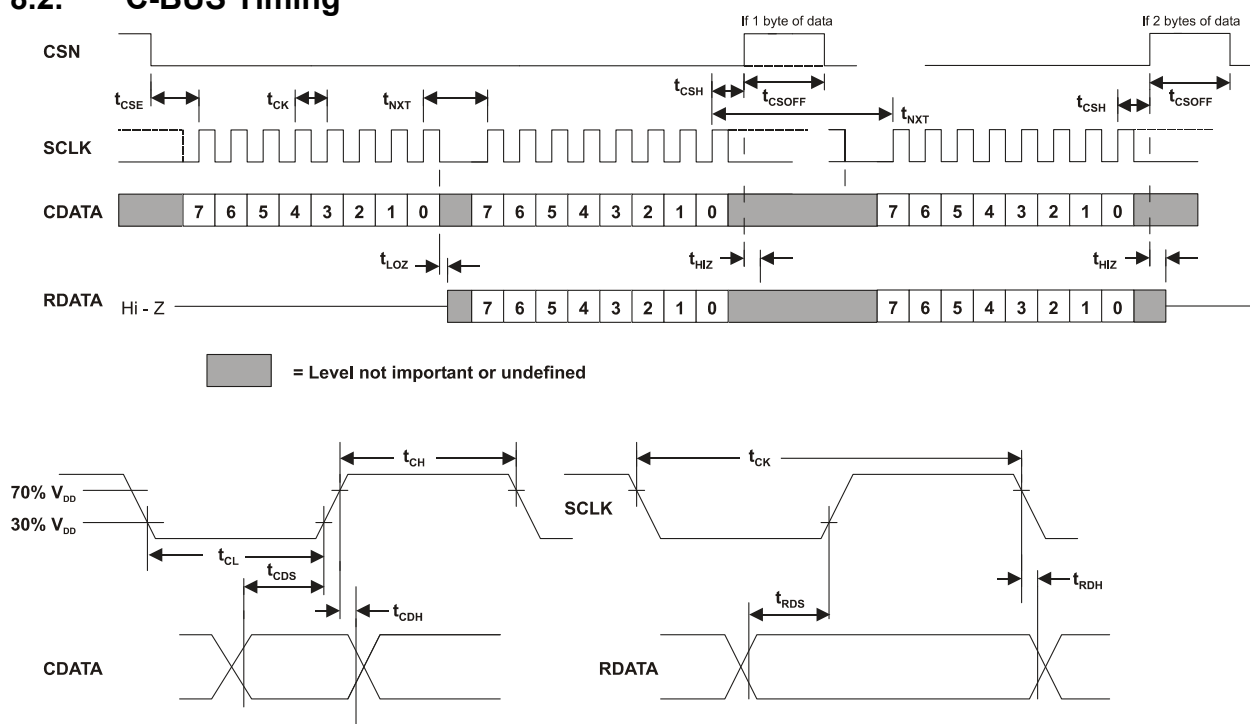 8.2. C-BUS Timing
If 1 byte of data If 2 bytes of data
CSN
tCSE tCK tNXT tCSH tCSOFF tNXT tCSH tCSOFF
SCLK
CDATA 7 6 5 4 3 2 1 0 7 6 5 4 3 2 1 0 7 6 5 4 3 2 1 0
tLOZ tHIZ tHIZ
RDATA Hi - Z 7 6 5 4 3 2 1 0 7 6 5 4 3 2 1 0
= Level not important or undefined
tCH tCK
70% VDD
30% VDD
SCLK
tCL
tCDS
tCDH
tRDS
tRDH
CDATA RDATA